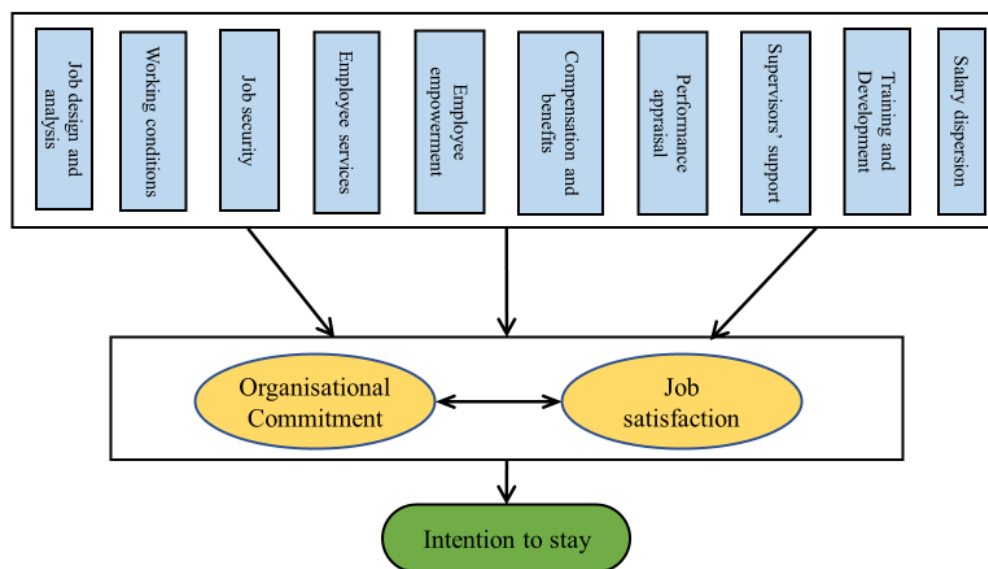 Job design and
analysis
Working conditions
Job security
Employee services
Employee
empowerment
Compensation and
benefits
Performance
appraisal
Supervisors’ support
Training and
Development
Salary dispersion
Organisational
Commitment
Job
satisfaction
Intention to stay